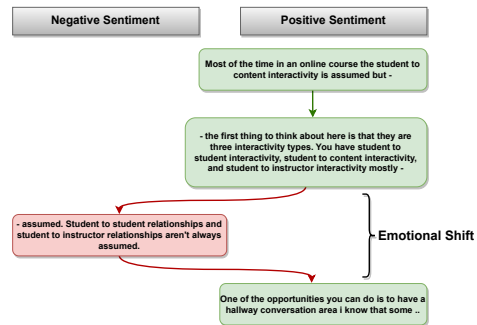 Negative Sentiment
Positive Sentiment
Most of the time in an online course the student to
content interactivity is assumed but -
- the first thing to think about here is that they are
three interactivity types. You have student to
student interactivity, student to content interactivity,
and student to instructor interactivity mostly -
- assumed. Student to student relationships and
student to instructor relationships aren't always
assumed.
Emotional Shift
One of the opportunities you can do is to have a
hallway conversation area i know that some ..